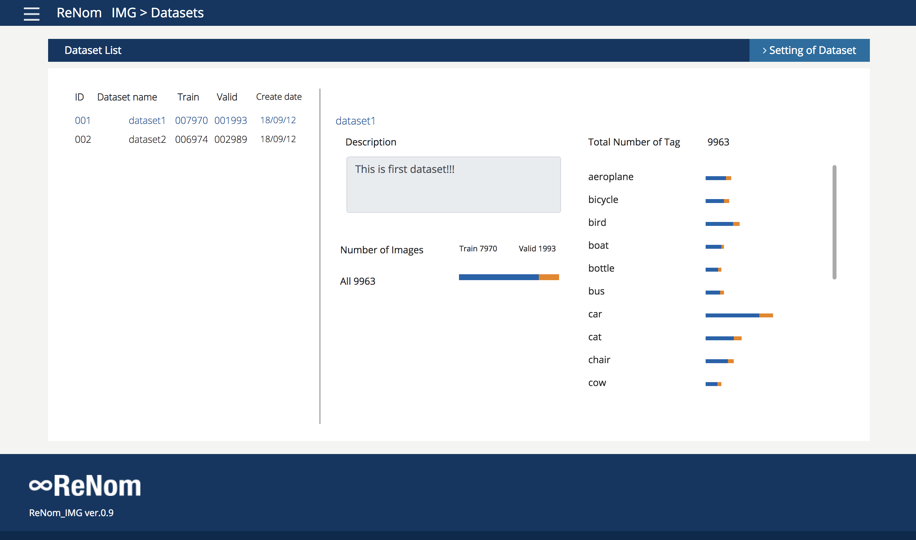 ReNom IMG > Datasets
Dataset List
› Setting of Dataset
ID Dataset name Train Valid Create date
001 dataset1 007970 001993 18/09/12
002 dataset2 006974 002989 18/09/12
dataset1
Description
This is first dataset!!!
Number of Images Train 7970 Valid 1993
All 9963
Total Number of Tag 9963
aeroplane
bicycle
bird
boat
bottle
bus
car
cat
chair
cow
∞ReNom
ReNom_IMG ver.0.9